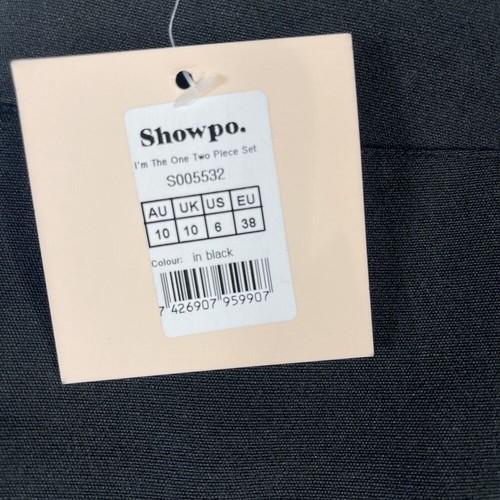 Showpo.
I'm The One Two Piece Set
S005532
AU UK US EU
10 10 6 38
Colour: in black
7 426907 959907